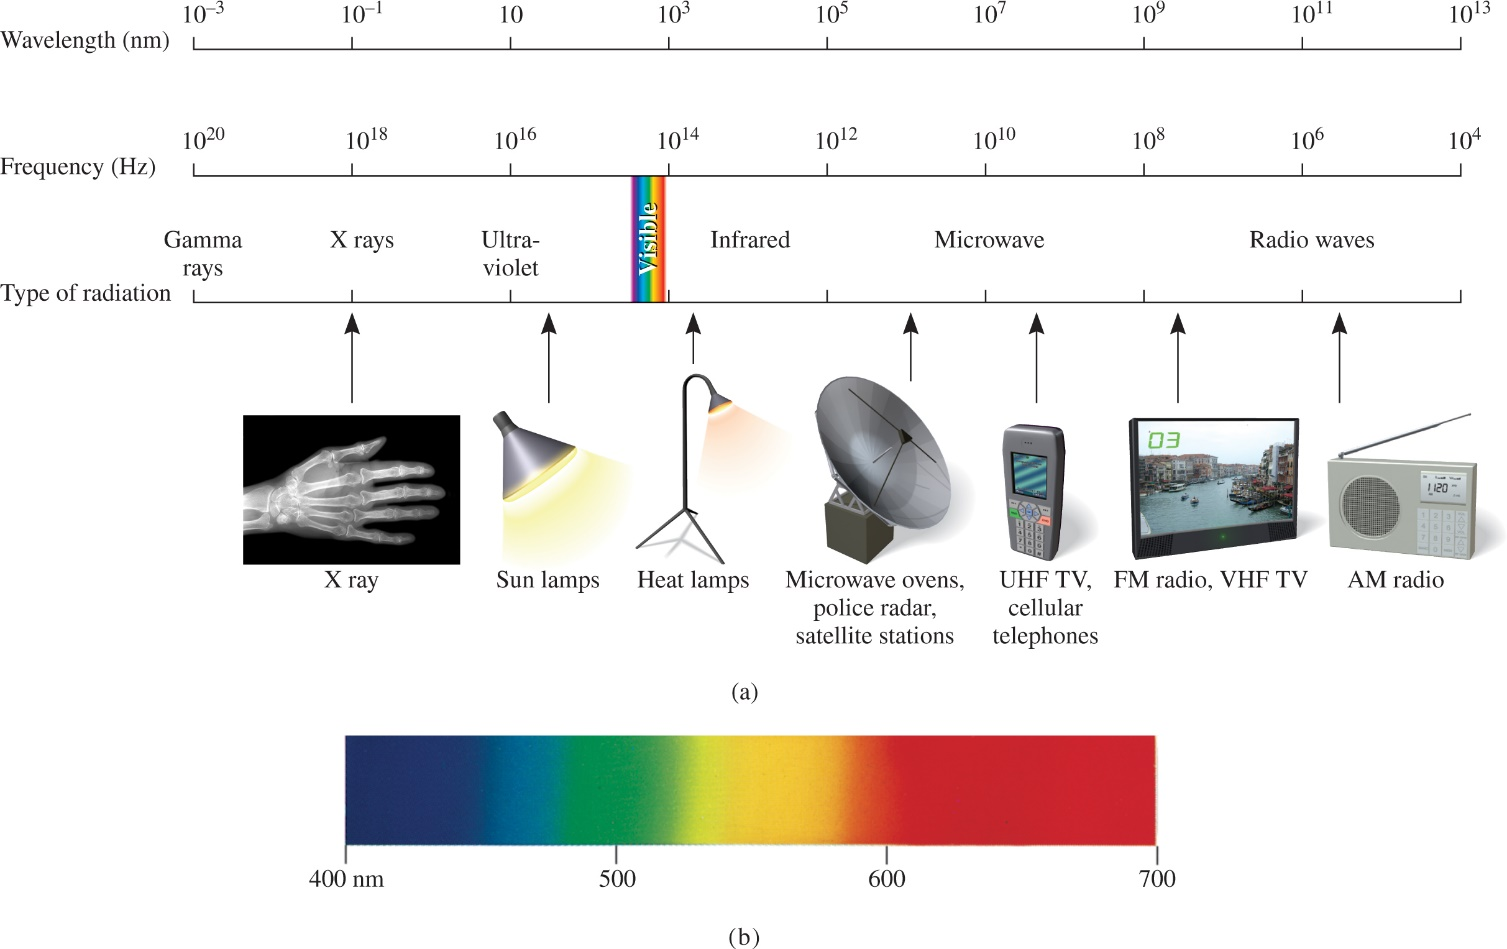 10⁻³ 10⁻¹ 10 10³ 10⁵ 10⁷ 10⁹ 10¹¹ 10¹³
Wavelength (nm)
10²⁰ 10¹⁸ 10¹⁶ 10¹⁴ 10¹² 10¹⁰ 10⁸ 10⁶ 10⁴
Frequency (Hz)
Visible
Gamma X rays Ultra- Infrared Microwave Radio waves
rays violet
Type of radiation
03
1120
X ray Sun lamps Heat lamps Microwave ovens, UHF TV, FM radio, VHF TV AM radio
police radar, cellular
satellite stations telephones
(a)
400 nm 500 600 700
(b)